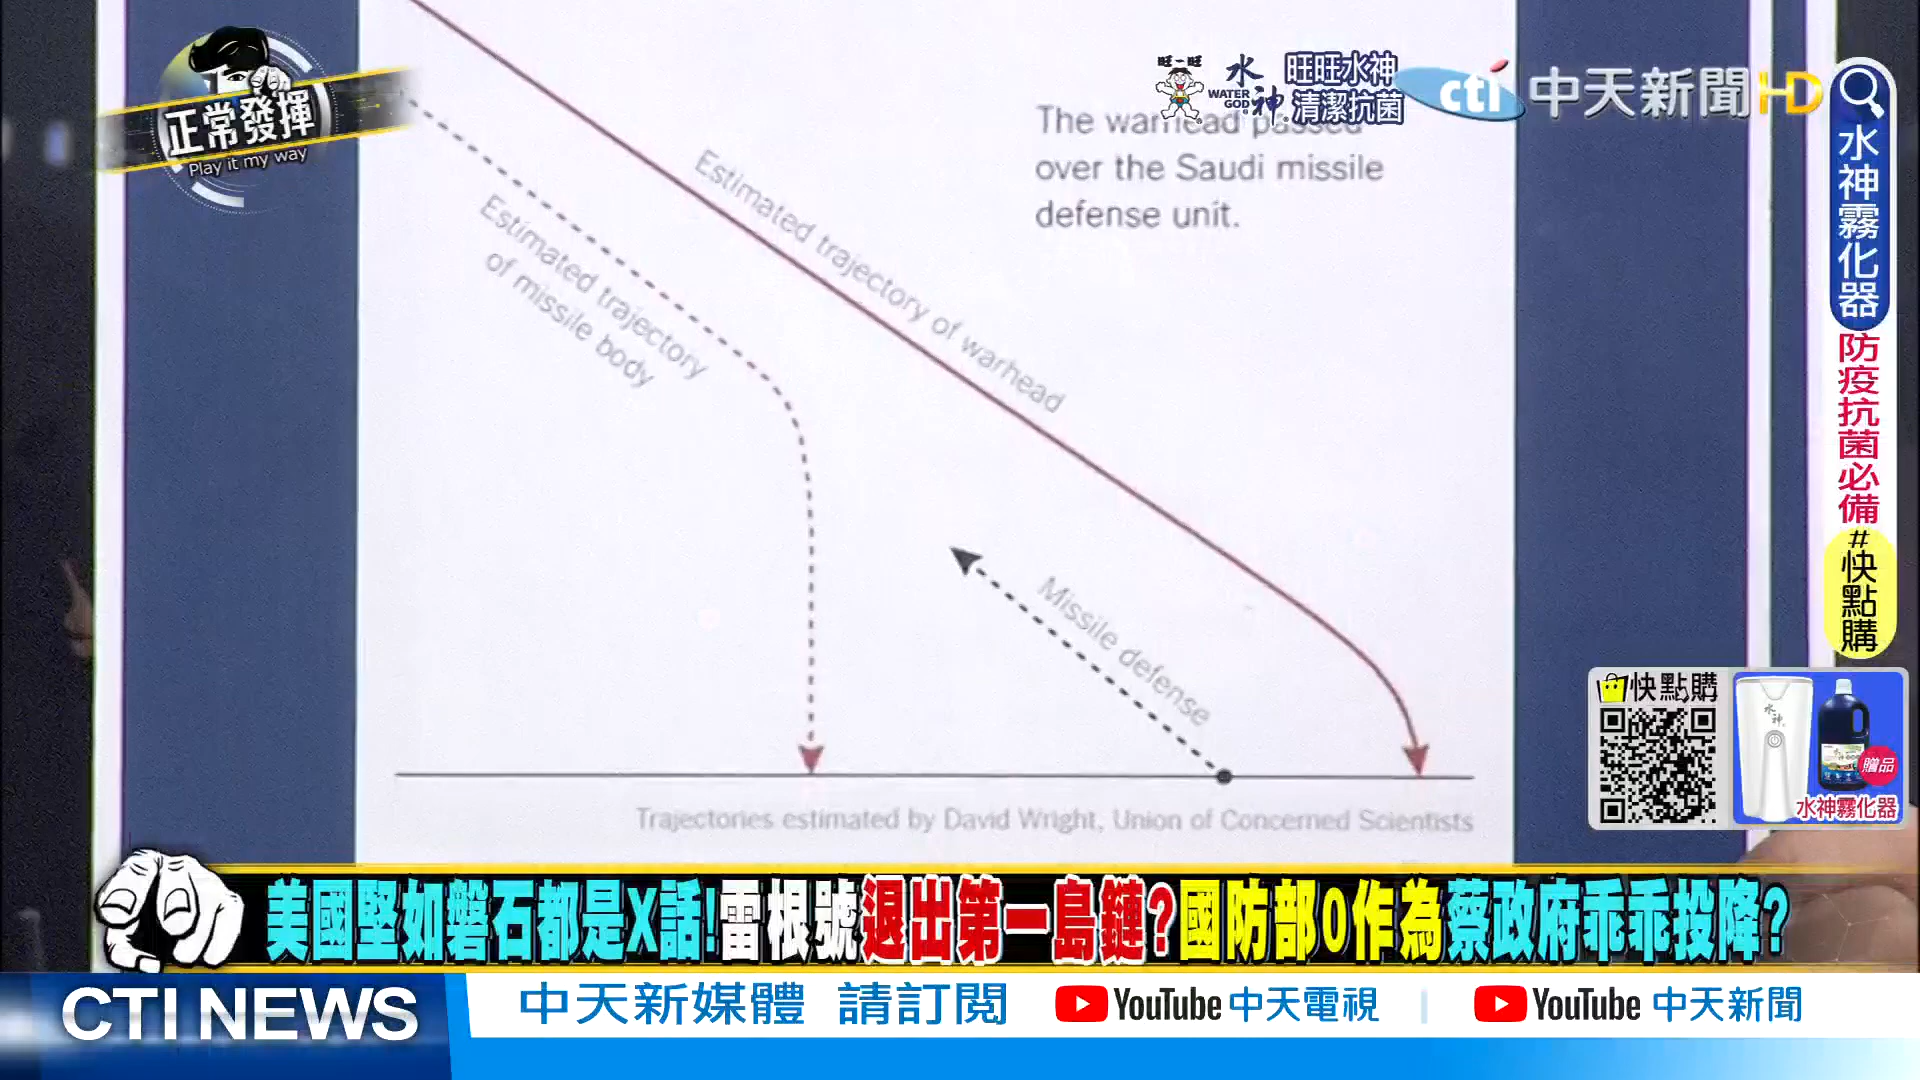 正常發揮
Play it my way
旺一旺
水神
WATER GOD
旺旺水神
清潔抗菌
cti 中天新聞 HD
The warhead passed
over the Saudi missile
defense unit.
Estimated trajectory of warhead
Estimated trajectory
of missile body
Missile defense
Trajectories estimated by David Wright, Union of Concerned Scientists
水神霧化器
防疫抗菌必備
#快點購
快點購
水神
贈品
水神霧化器
美國堅如磐石都是X話!雷根號退出第一島鏈?國防部0作為蔡政府乖乖投降?
CTI NEWS
中天新媒體 請訂閱 YouTube 中天電視 | YouTube 中天新聞